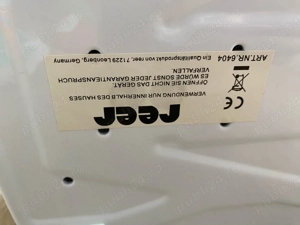 reer
VERWENDUNG NUR INNERHALB DES HAUSES
ÖFFNEN SIE NICHT DAS GERÄT.
ES WÜRDE SONST JEDER GARANTIEANSPRUCH
VERFALLEN.
CE
Ein Qualitätsprodukt von reer, 71229 Leonberg, Germany
ART.NR.6404